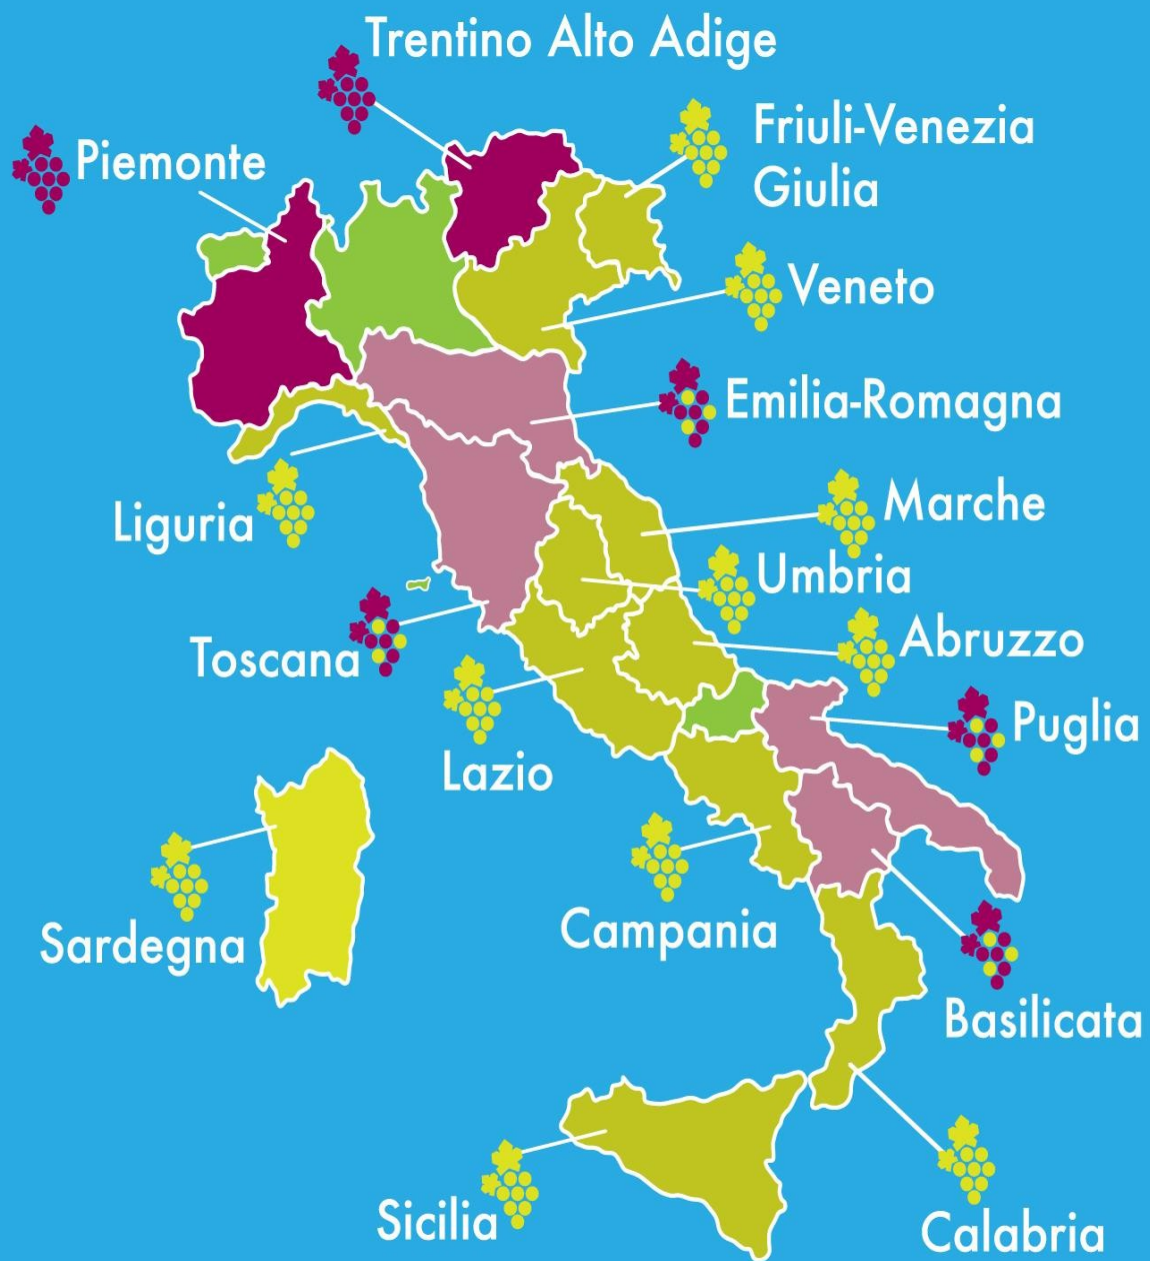 Trentino Alto Adige
Piemonte
Friuli-Venezia
Giulia
Veneto
Emilia-Romagna
Liguria
Marche
Umbria
Abruzzo
Toscana
Puglia
Lazio
Sardegna
Campania
Basilicata
Sicilia
Calabria